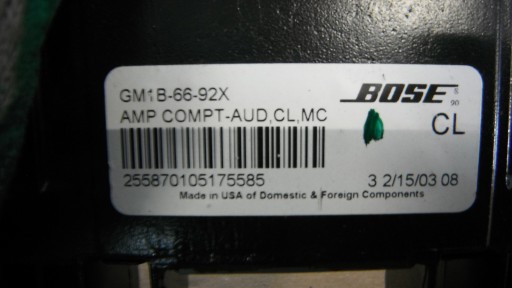 GM1B-66-92X
BOSE
AMP COMPT-AUD,CL,MC
CL
255870105175585
3 2/15/03 08
Made in USA of Domestic & Foreign Components